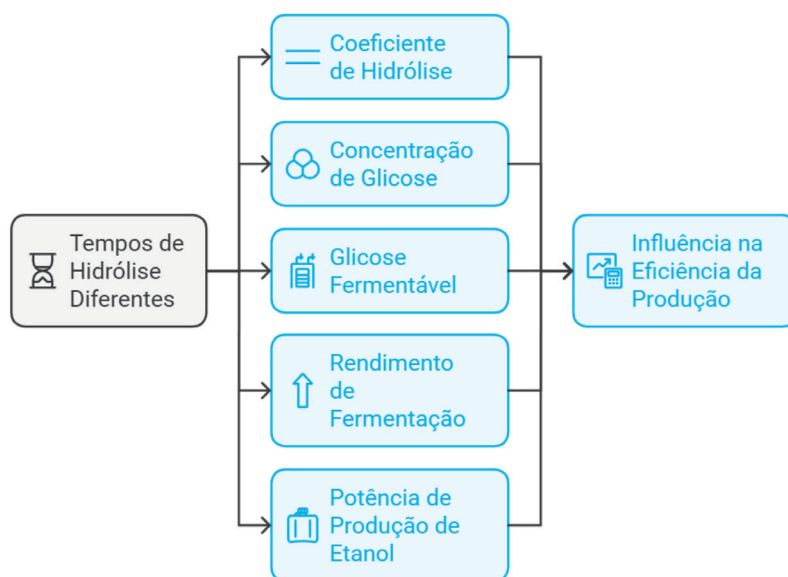 Coeficiente
de Hidrólise
Concentração
de Glicose
Tempos de
Hidrólise
Diferentes
Glicose
Fermentável
Influência na
Eficiência da
Produção
Rendimento
de
Fermentação
Potência de
Produção de
Etanol